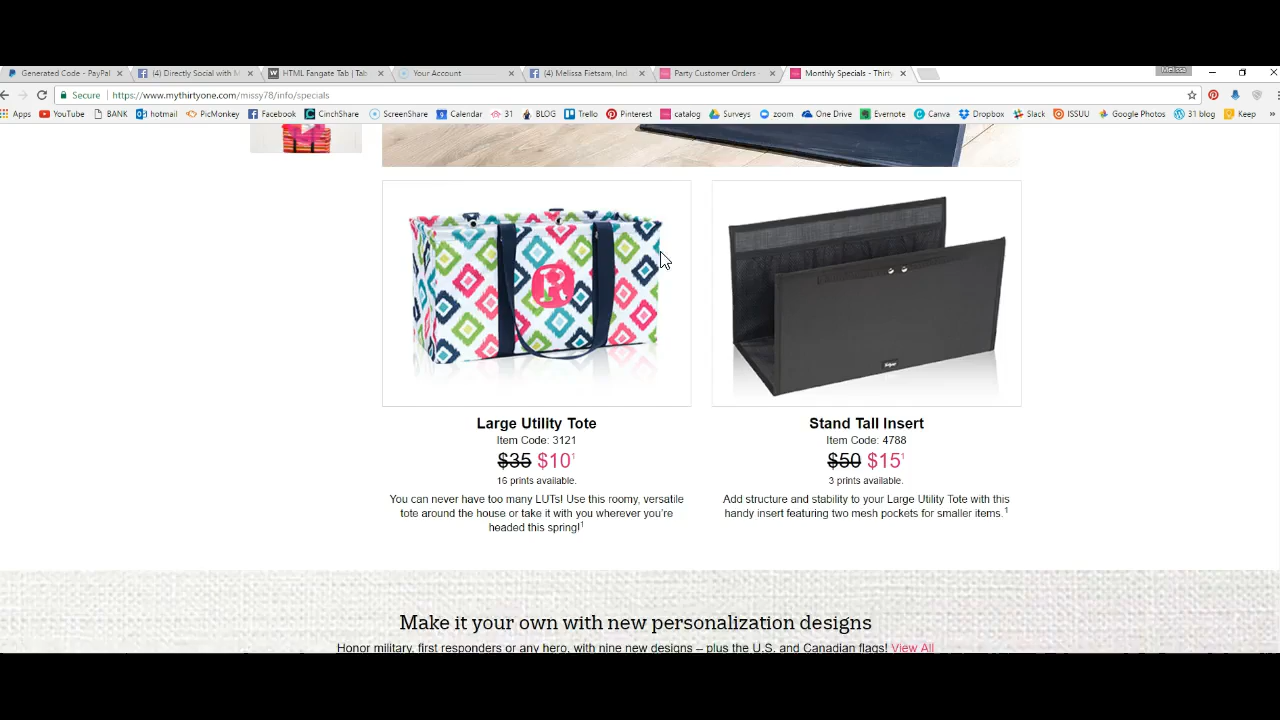 Melissa
Generated Code - PayPal
(4) Directly Social with M
HTML Fangate Tab | Tab
Your Account
(4) Melissa Fietsam, Ind
Party Customer Orders -
Monthly Specials - Thirty
Secure https://www.mythirtyone.com/missy78/info/specials
Apps YouTube BANK hotmail PicMonkey Facebook CinchShare ScreenShare Calendar 31 BLOG Trello Pinterest catalog Surveys zoom One Drive Evernote Canva Dropbox Slack ISSUU Google Photos 31 blog Keep »
R
Large Utility Tote
Item Code: 3121
$35 $10¹
16 prints available.
You can never have too many LUTs! Use this roomy, versatile
tote around the house or take it with you wherever you're
headed this spring!¹
Stand Tall Insert
Item Code: 4788
$50 $15¹
3 prints available.
Add structure and stability to your Large Utility Tote with this
handy insert featuring two mesh pockets for smaller items.¹
Make it your own with new personalization designs
Honor military, first responders or any hero, with nine new designs – plus the U.S. and Canadian flags! View All